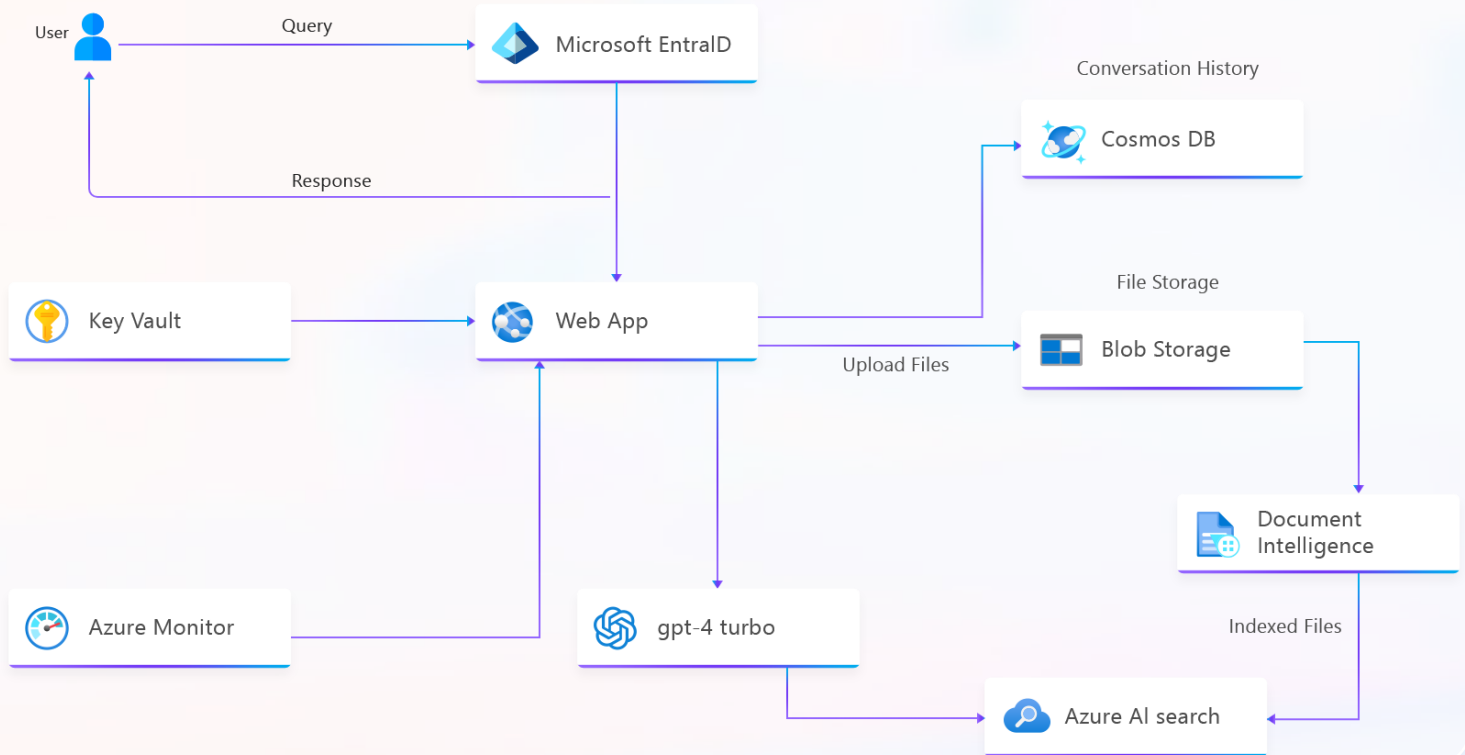 User
Query
Microsoft EntraID
Conversation History
Cosmos DB
Response
File Storage
Key Vault
Web App
Blob Storage
Upload Files
Document
Intelligence
Azure Monitor
gpt-4 turbo
Indexed Files
Azure AI search